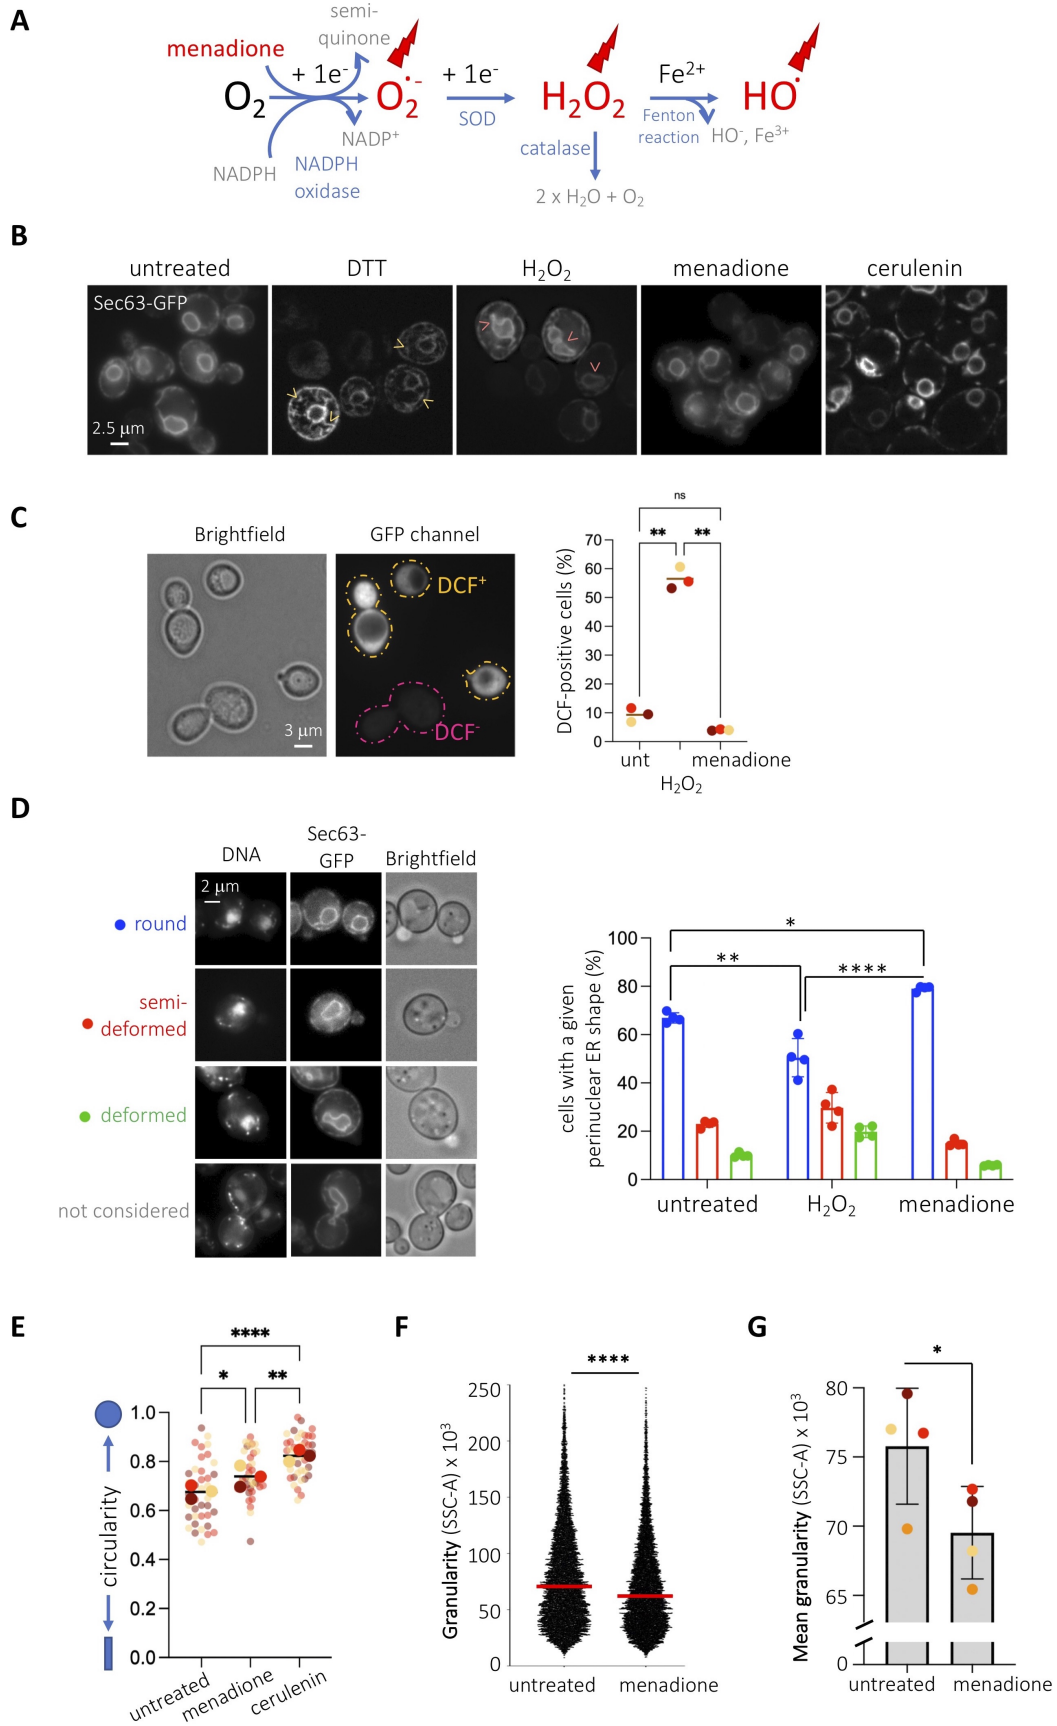 A
semi-
quinone
menadione
+ 1e⁻
+ 1e⁻
Fe²⁺
O₂
O₂•⁻
H₂O₂
HO•
SOD
Fenton
reaction
HO⁻, Fe³⁺
NADP⁺
NADPH
NADPH
oxidase
catalase
2 x H₂O + O₂
B
untreated
DTT
H₂O₂
menadione
cerulenin
Sec63-GFP
2.5 µm
C
Brightfield
GFP channel
DCF⁺
DCF⁻
3 µm
ns
** **
DCF-positive cells (%)
70
60
50
40
30
20
10
0
unt
H₂O₂
menadione
D
DNA
Sec63-
GFP
Brightfield
2 µm
round
semi-
deformed
deformed
not considered
*
**
****
cells with a given
perinuclear ER shape (%)
100
80
60
40
20
0
untreated
H₂O₂
menadione
E
****
* **
circularity
1.0
0.8
0.6
0.4
0.2
0.0
untreated
menadione
cerulenin
F
****
Granularity (SSC-A) x 10³
250
200
150
100
50
0
untreated
menadione
G
*
Mean granularity (SSC-A) x 10³
80
75
70
65
0
untreated
menadione